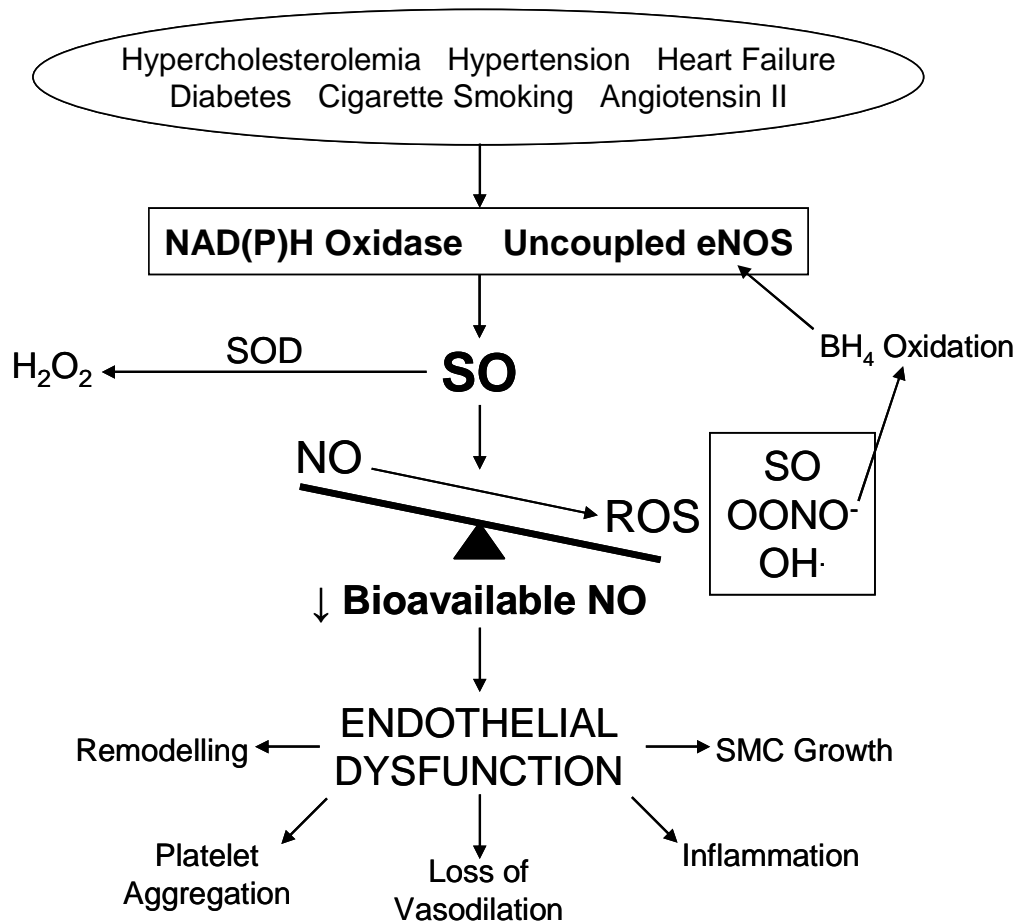 Hypercholesterolemia Hypertension Heart Failure
Diabetes Cigarette Smoking Angiotensin II
NAD(P)H Oxidase Uncoupled eNOS
SOD
H₂O₂
SO
BH₄ Oxidation
NO
ROS
SO
OONO⁻
OH·
↓ Bioavailable NO
ENDOTHELIAL
DYSFUNCTION
Remodelling
SMC Growth
Platelet
Aggregation
Loss of
Vasodilation
Inflammation